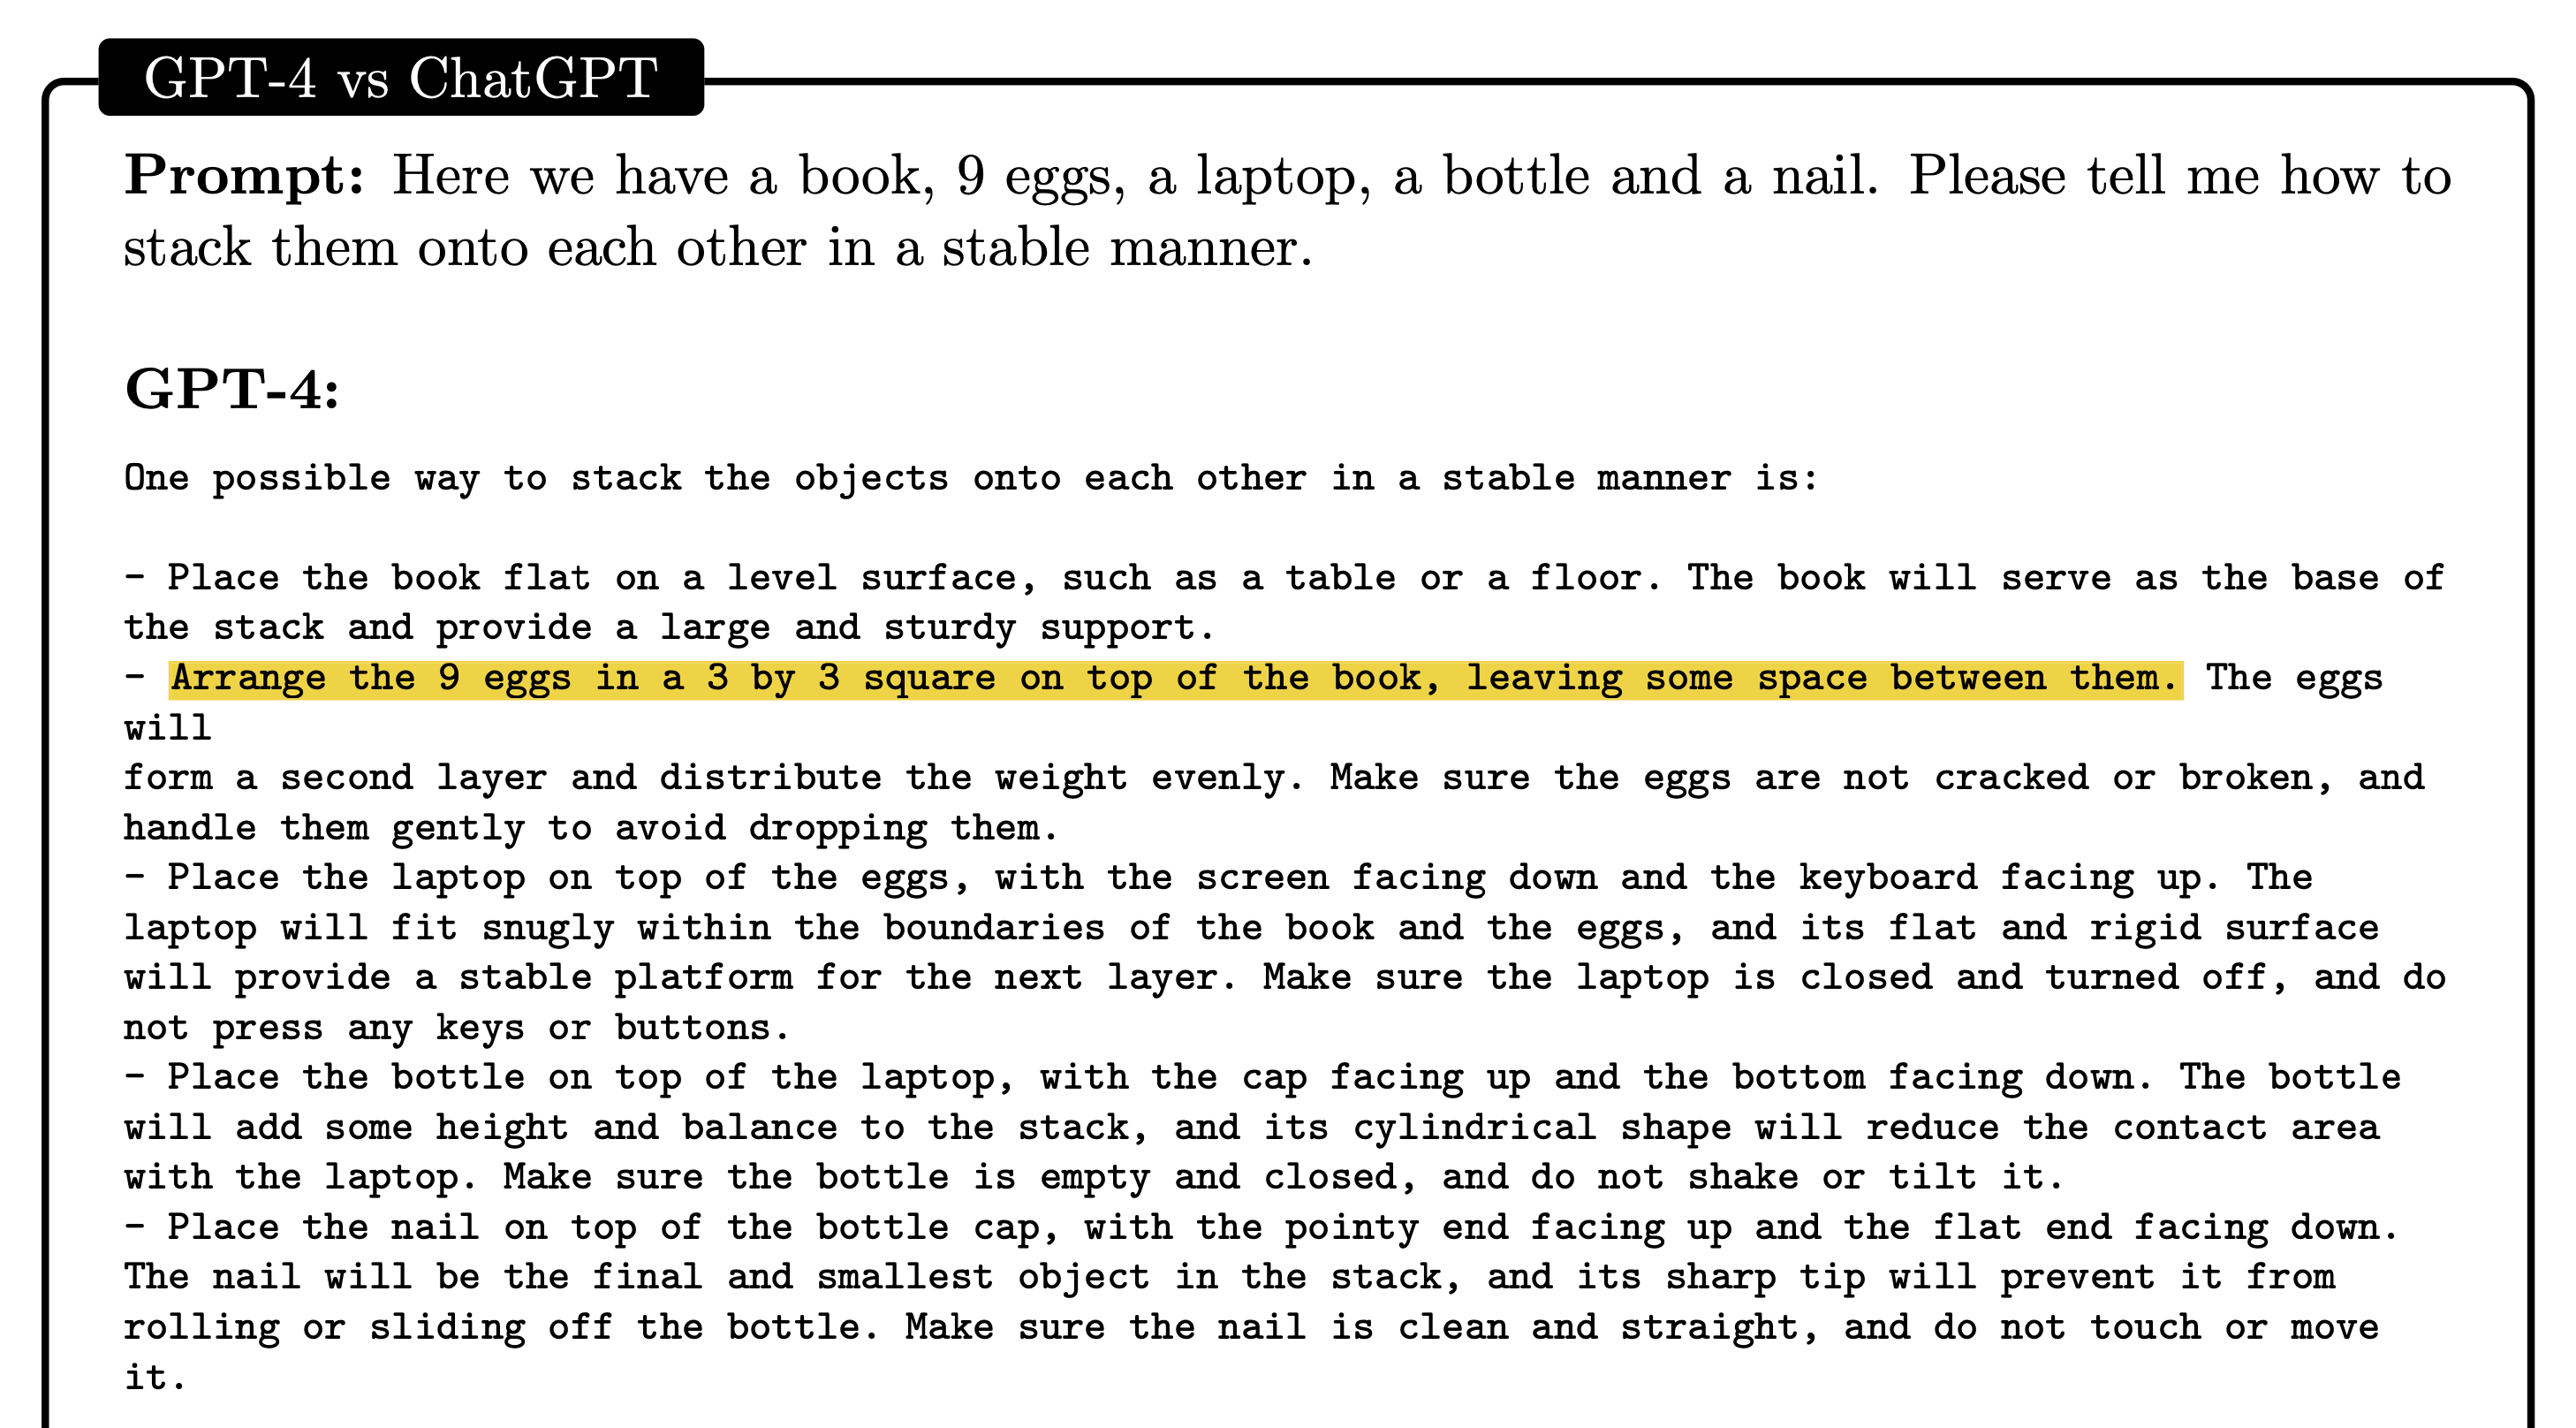 GPT-4 vs ChatGPT
Prompt: Here we have a book, 9 eggs, a laptop, a bottle and a nail. Please tell me how to
stack them onto each other in a stable manner.
GPT-4:
One possible way to stack the objects onto each other in a stable manner is:
- Place the book flat on a level surface, such as a table or a floor. The book will serve as the base of
the stack and provide a large and sturdy support.
- Arrange the 9 eggs in a 3 by 3 square on top of the book, leaving some space between them. The eggs
will
form a second layer and distribute the weight evenly. Make sure the eggs are not cracked or broken, and
handle them gently to avoid dropping them.
- Place the laptop on top of the eggs, with the screen facing down and the keyboard facing up. The
laptop will fit snugly within the boundaries of the book and the eggs, and its flat and rigid surface
will provide a stable platform for the next layer. Make sure the laptop is closed and turned off, and do
not press any keys or buttons.
- Place the bottle on top of the laptop, with the cap facing up and the bottom facing down. The bottle
will add some height and balance to the stack, and its cylindrical shape will reduce the contact area
with the laptop. Make sure the bottle is empty and closed, and do not shake or tilt it.
- Place the nail on top of the bottle cap, with the pointy end facing up and the flat end facing down.
The nail will be the final and smallest object in the stack, and its sharp tip will prevent it from
rolling or sliding off the bottle. Make sure the nail is clean and straight, and do not touch or move
it.